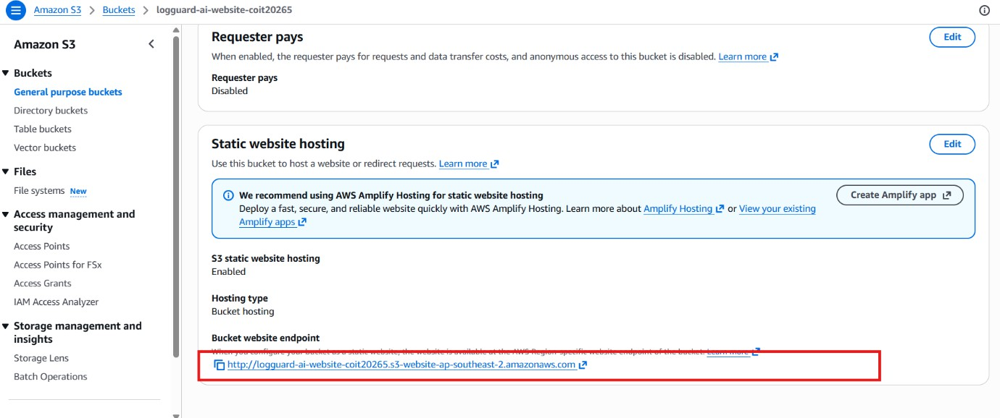 Amazon S3 > Buckets > logguard-ai-website-coit20265
Amazon S3
Buckets
General purpose buckets
Directory buckets
Table buckets
Vector buckets
Files
File systems New
Access management and
security
Access Points
Access Points for FSx
Access Grants
IAM Access Analyzer
Storage management and
insights
Storage Lens
Batch Operations
Requester pays
Edit
When enabled, the requester pays for requests and data transfer costs, and anonymous access to this bucket is disabled. Learn more
Requester pays
Disabled
Static website hosting
Edit
Use this bucket to host a website or redirect requests. Learn more
We recommend using AWS Amplify Hosting for static website hosting
Create Amplify app
Deploy a fast, secure, and reliable website quickly with AWS Amplify Hosting. Learn more about Amplify Hosting or View your existing
Amplify apps
S3 static website hosting
Enabled
Hosting type
Bucket hosting
Bucket website endpoint
When you configure your bucket as a static website, the website is available at the AWS Region-specific website endpoint of the bucket. Learn more
http://logguard-ai-website-coit20265.s3-website-ap-southeast-2.amazonaws.com